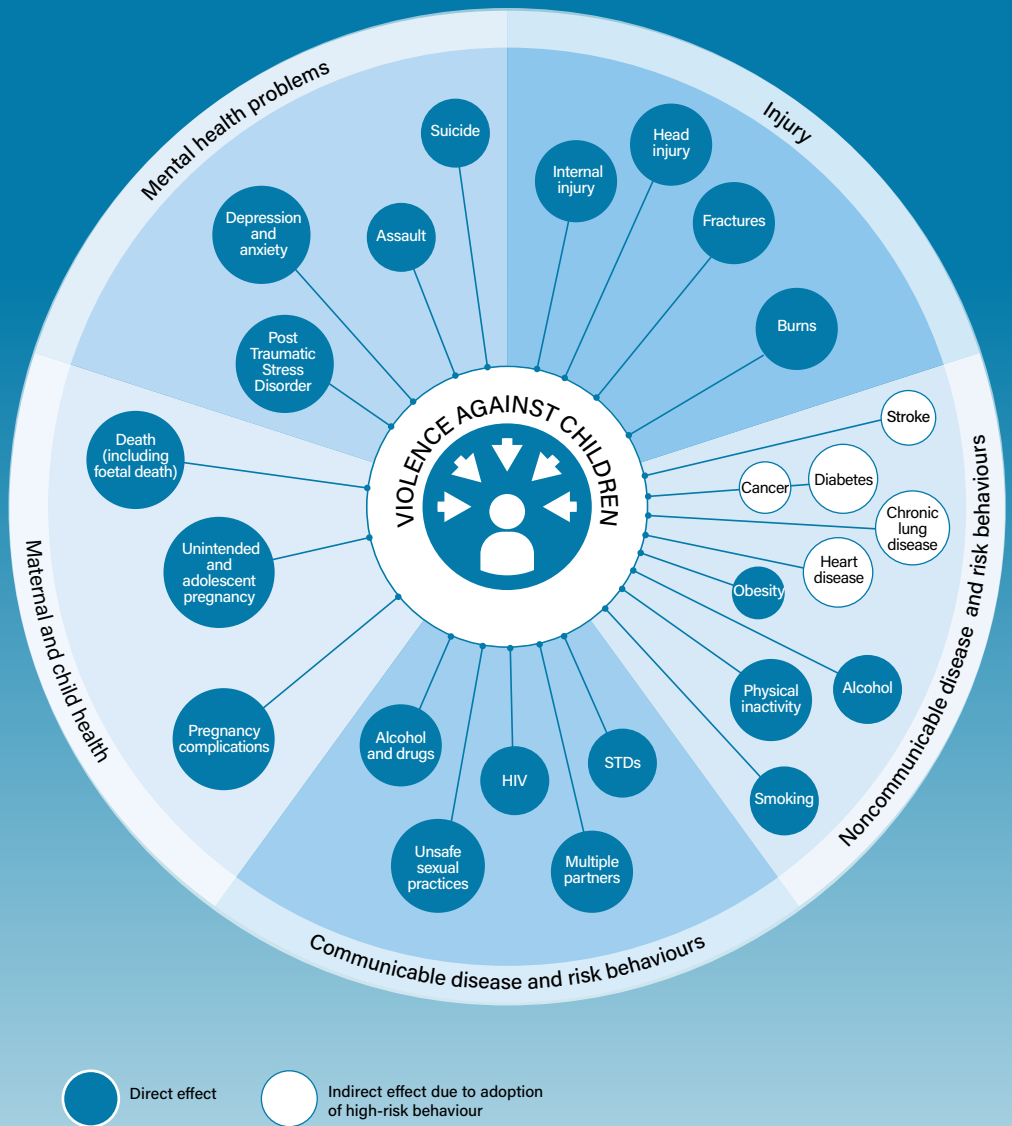 Mental health problems
Suicide
Depression
and
anxiety
Assault
Post
Traumatic
Stress
Disorder
Injury
Head
injury
Internal
injury
Fractures
Burns
VIOLENCE AGAINST CHILDREN
Noncommunicable disease and risk behaviours
Stroke
Cancer
Diabetes
Chronic
lung
disease
Heart
disease
Obesity
Alcohol
Physical
inactivity
Smoking
Maternal and child health
Death
(including
foetal death)
Unintended
and
adolescent
pregnancy
Pregnancy
complications
Communicable disease and risk behaviours
Alcohol
and drugs
Unsafe
sexual
practices
HIV
Multiple
partners
STDs
Direct effect
Indirect effect due to adoption
of high-risk behaviour